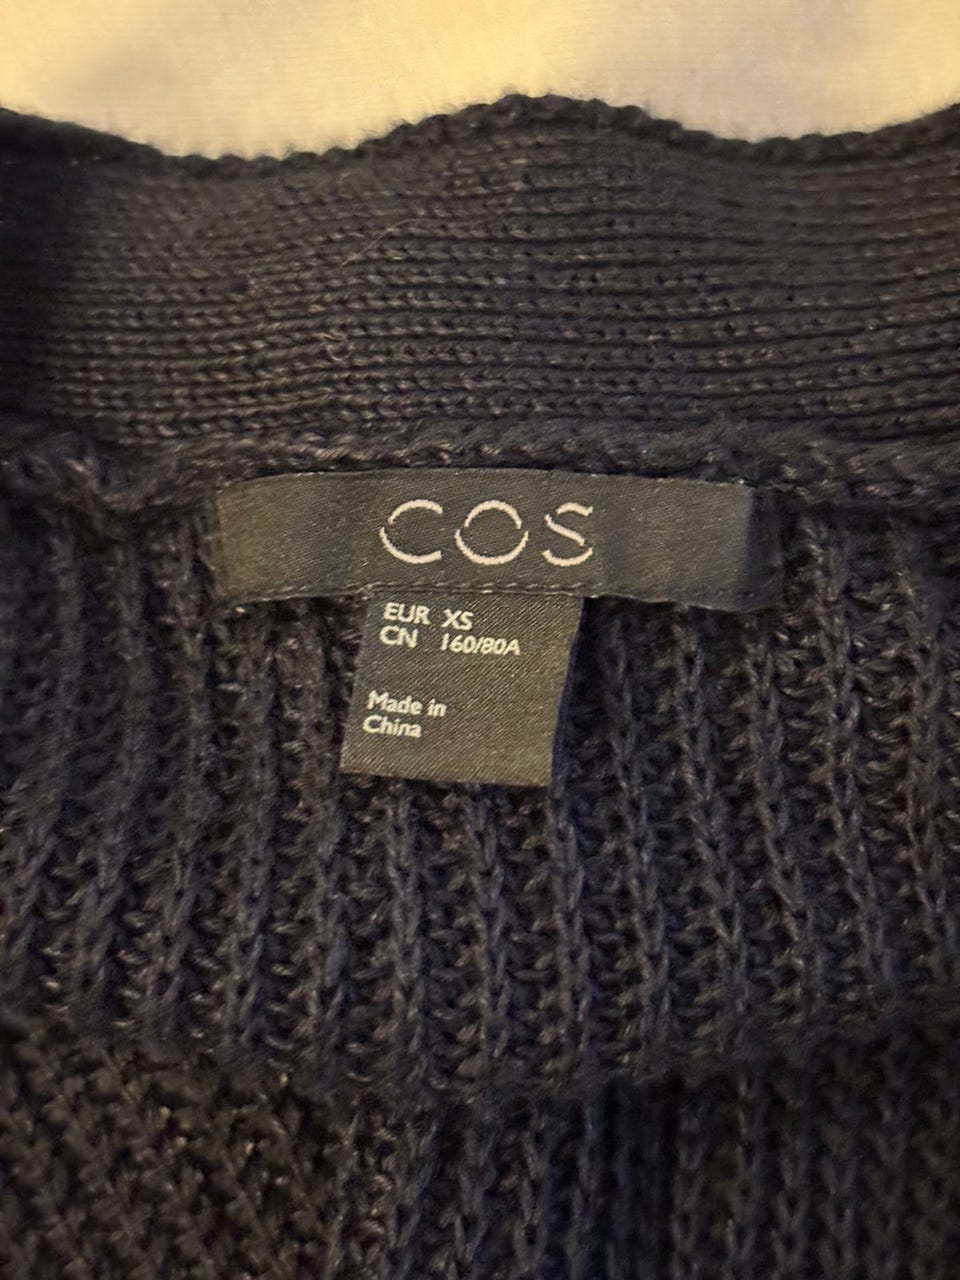 COS
EUR XS
CN 160/80A
Made in
China